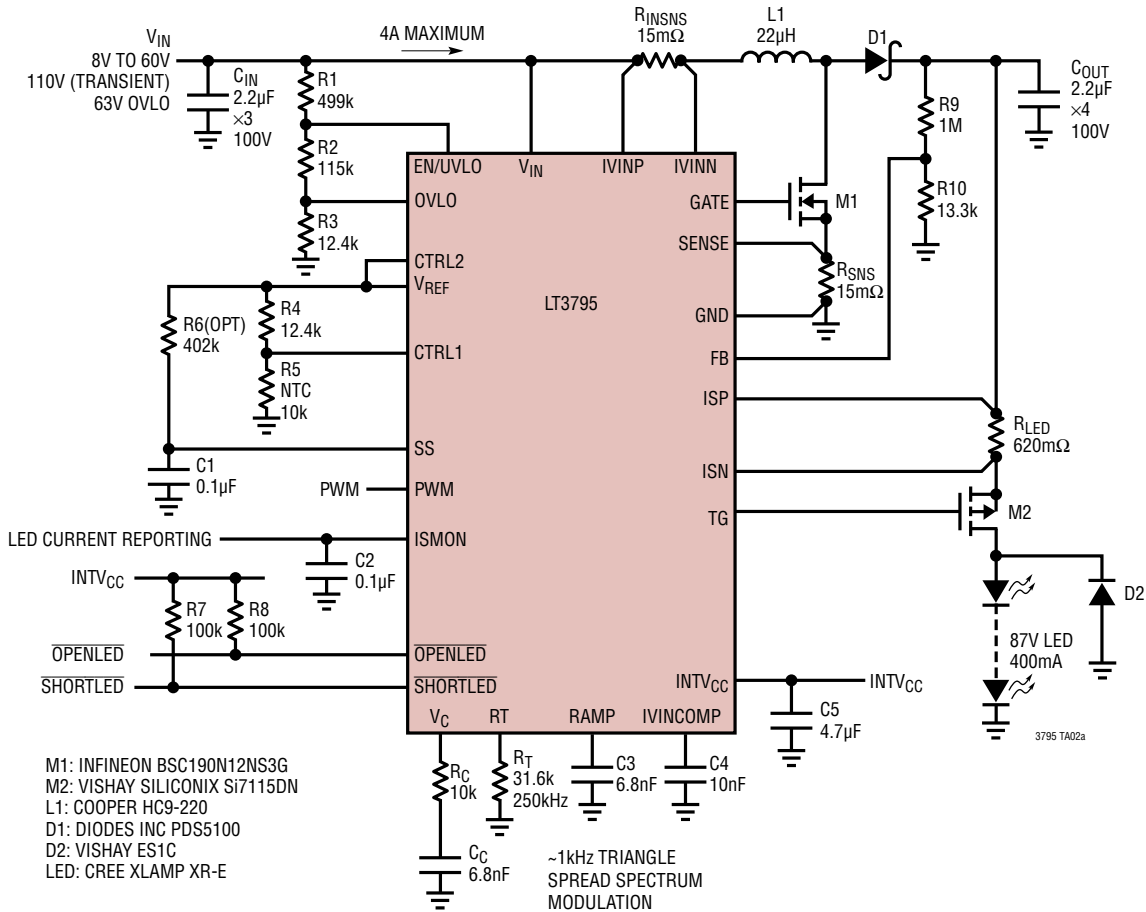 VIN
8V TO 60V
110V (TRANSIENT)
63V OVLO
CIN
2.2µF
×3
100V
4A MAXIMUM
R1
499k
R2
115k
R3
12.4k
RINSNS
15mΩ
L1
22µH
D1
R9
1M
R10
13.3k
COUT
2.2µF
×4
100V
EN/UVLO
VIN
IVINP
IVINN
OVLO
GATE
M1
SENSE
RSNS
15mΩ
CTRL2
VREF
LT3795
GND
R6(OPT)
402k
R4
12.4k
CTRL1
FB
R5
NTC
10k
ISP
RLED
620mΩ
SS
ISN
C1
0.1µF
PWM
PWM
TG
M2
LED CURRENT REPORTING
ISMON
C2
0.1µF
INTVCC
R7
100k
R8
100k
D2
87V LED
400mA
OPENLED
OPENLED
SHORTLED
SHORTLED
INTVCC
INTVCC
VC
RT
RAMP
IVINCOMP
C5
4.7µF
3795 TA02a
RC
10k
RT
31.6k
250kHz
C3
6.8nF
C4
10nF
CC
6.8nF
~1kHz TRIANGLE
SPREAD SPECTRUM
MODULATION
M1: INFINEON BSC190N12NS3G
M2: VISHAY SILICONIX Si7115DN
L1: COOPER HC9-220
D1: DIODES INC PDS5100
D2: VISHAY ES1C
LED: CREE XLAMP XR-E